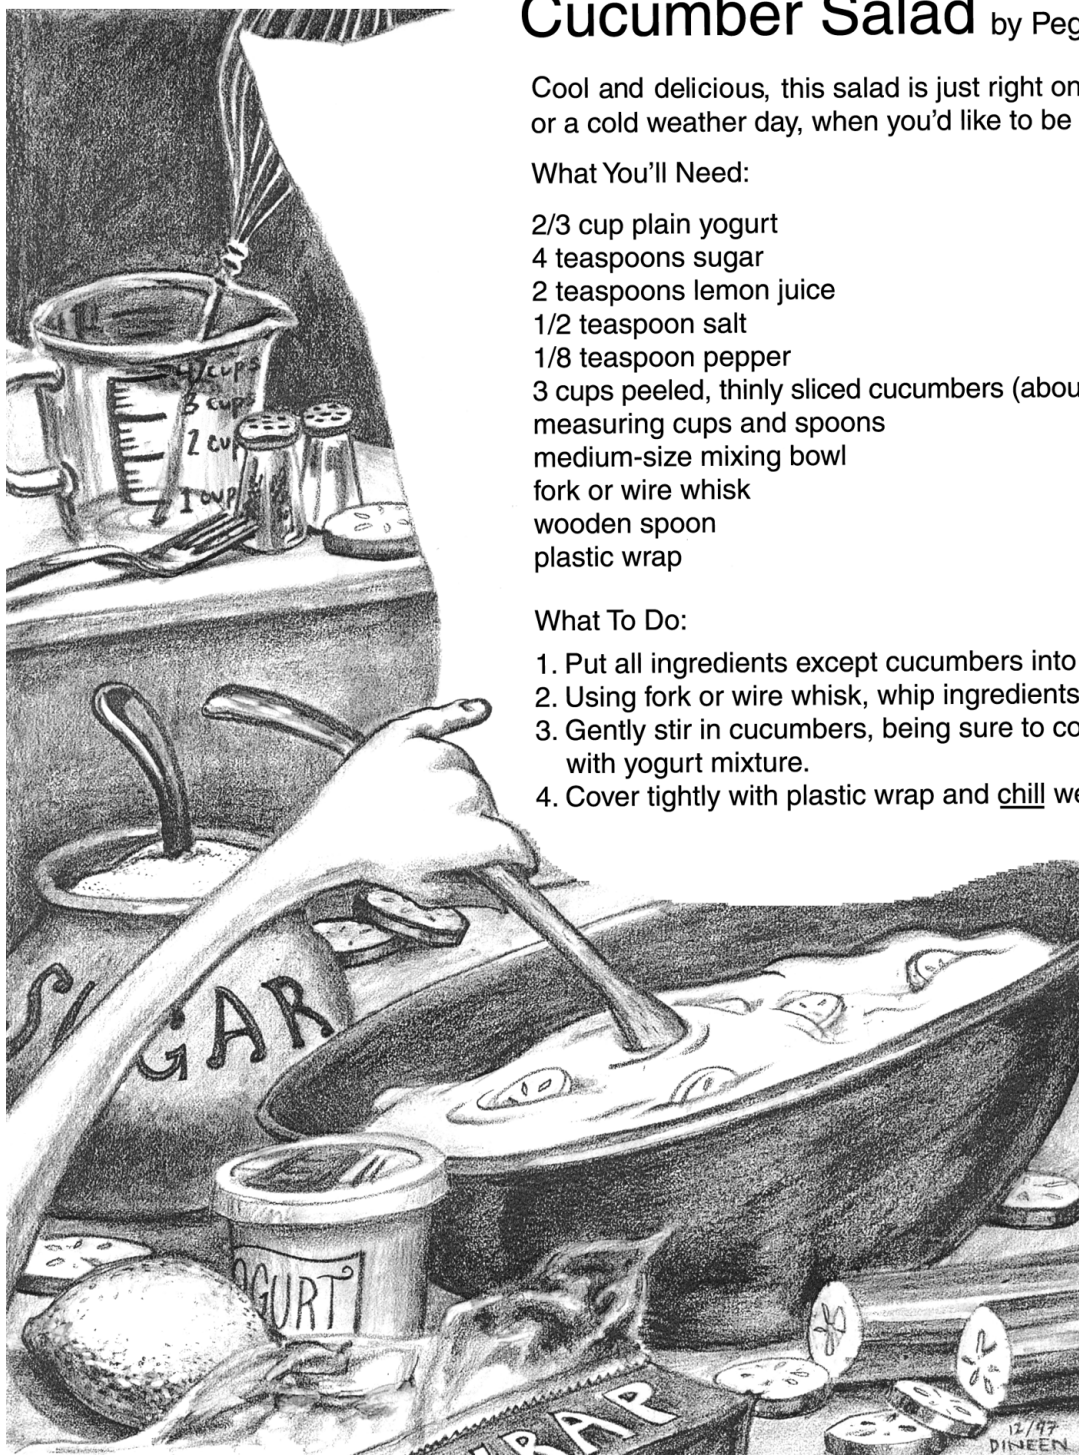 Cucumber Salad by Peg
Cool and delicious, this salad is just right on
or a cold weather day, when you'd like to be
What You'll Need:
2/3 cup plain yogurt
4 teaspoons sugar
2 teaspoons lemon juice
1/2 teaspoon salt
1/8 teaspoon pepper
3 cups peeled, thinly sliced cucumbers (abou
measuring cups and spoons
medium-size mixing bowl
fork or wire whisk
wooden spoon
plastic wrap
What To Do:
1. Put all ingredients except cucumbers into
2. Using fork or wire whisk, whip ingredients
3. Gently stir in cucumbers, being sure to co
with yogurt mixture.
4. Cover tightly with plastic wrap and chill we
4 cups
3 cups
2 cup
1 cup
SUGAR
OGURT
RAP
12/97
DINEEN